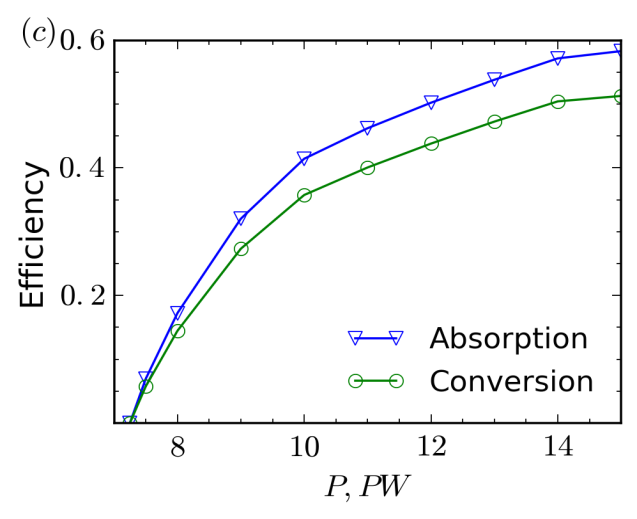 (c)
0.6
0.4
0.2
Efficiency
Absorption
Conversion
8 10 12 14
P, PW